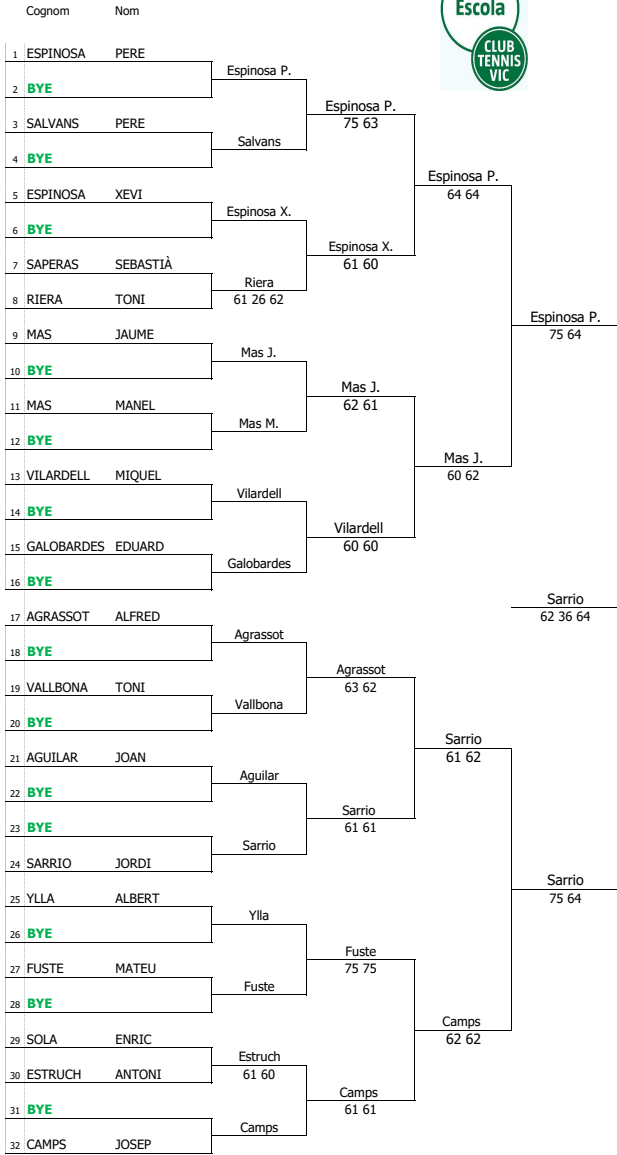 Cognom Nom
Escola
CLUB
TENNIS
VIC
1 ESPINOSA PERE
Espinosa P.
2 BYE
Espinosa P.
75 63
3 SALVANS PERE
Salvans
4 BYE
Espinosa P.
64 64
5 ESPINOSA XEVI
Espinosa X.
6 BYE
Espinosa X.
61 60
7 SAPERAS SEBASTIÀ
Riera
61 26 62
8 RIERA TONI
Espinosa P.
75 64
9 MAS JAUME
Mas J.
10 BYE
Mas J.
62 61
11 MAS MANEL
Mas M.
12 BYE
Mas J.
60 62
13 VILARDELL MIQUEL
Vilardell
14 BYE
Vilardell
60 60
15 GALOBARDES EDUARD
Galobardes
16 BYE
Sarrio
62 36 64
17 AGRASSOT ALFRED
Agrassot
18 BYE
Agrassot
63 62
19 VALLBONA TONI
Vallbona
20 BYE
Sarrio
61 62
21 AGUILAR JOAN
Aguilar
22 BYE
Sarrio
61 61
23 BYE
Sarrio
24 SARRIO JORDI
Sarrio
75 64
25 YLLA ALBERT
Ylla
26 BYE
Fuste
75 75
27 FUSTE MATEU
Fuste
28 BYE
Camps
62 62
29 SOLA ENRIC
Estruch
61 60
30 ESTRUCH ANTONI
Camps
61 61
31 BYE
Camps
32 CAMPS JOSEP